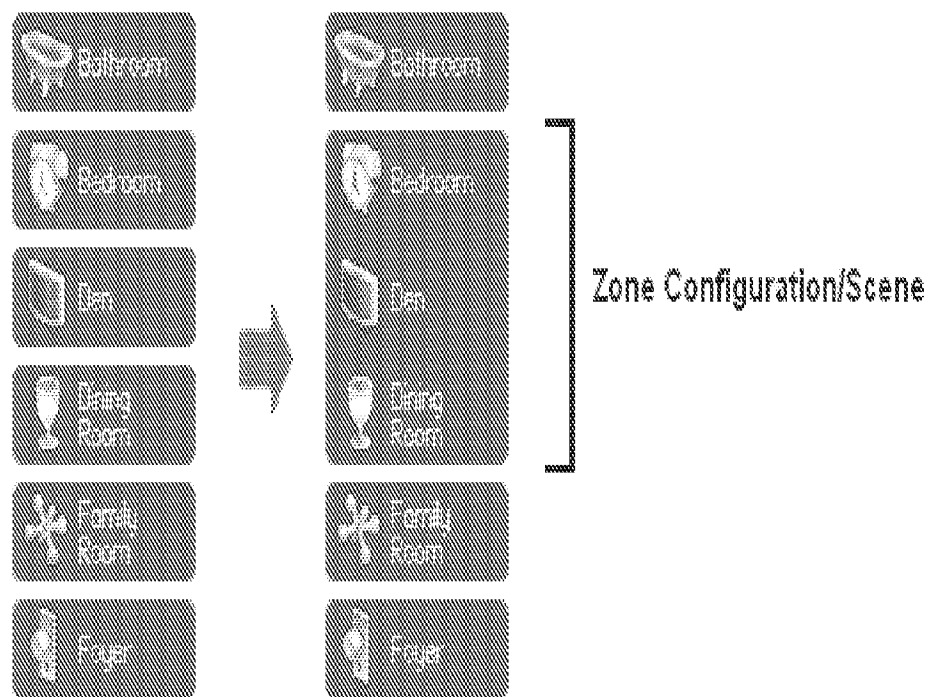 Bathroom
Bedroom
Den
Dining
Room
Family
Room
Foyer
Bathroom
Bedroom
Den
Dining
Room
Family
Room
Foyer
Zone Configuration/Scene